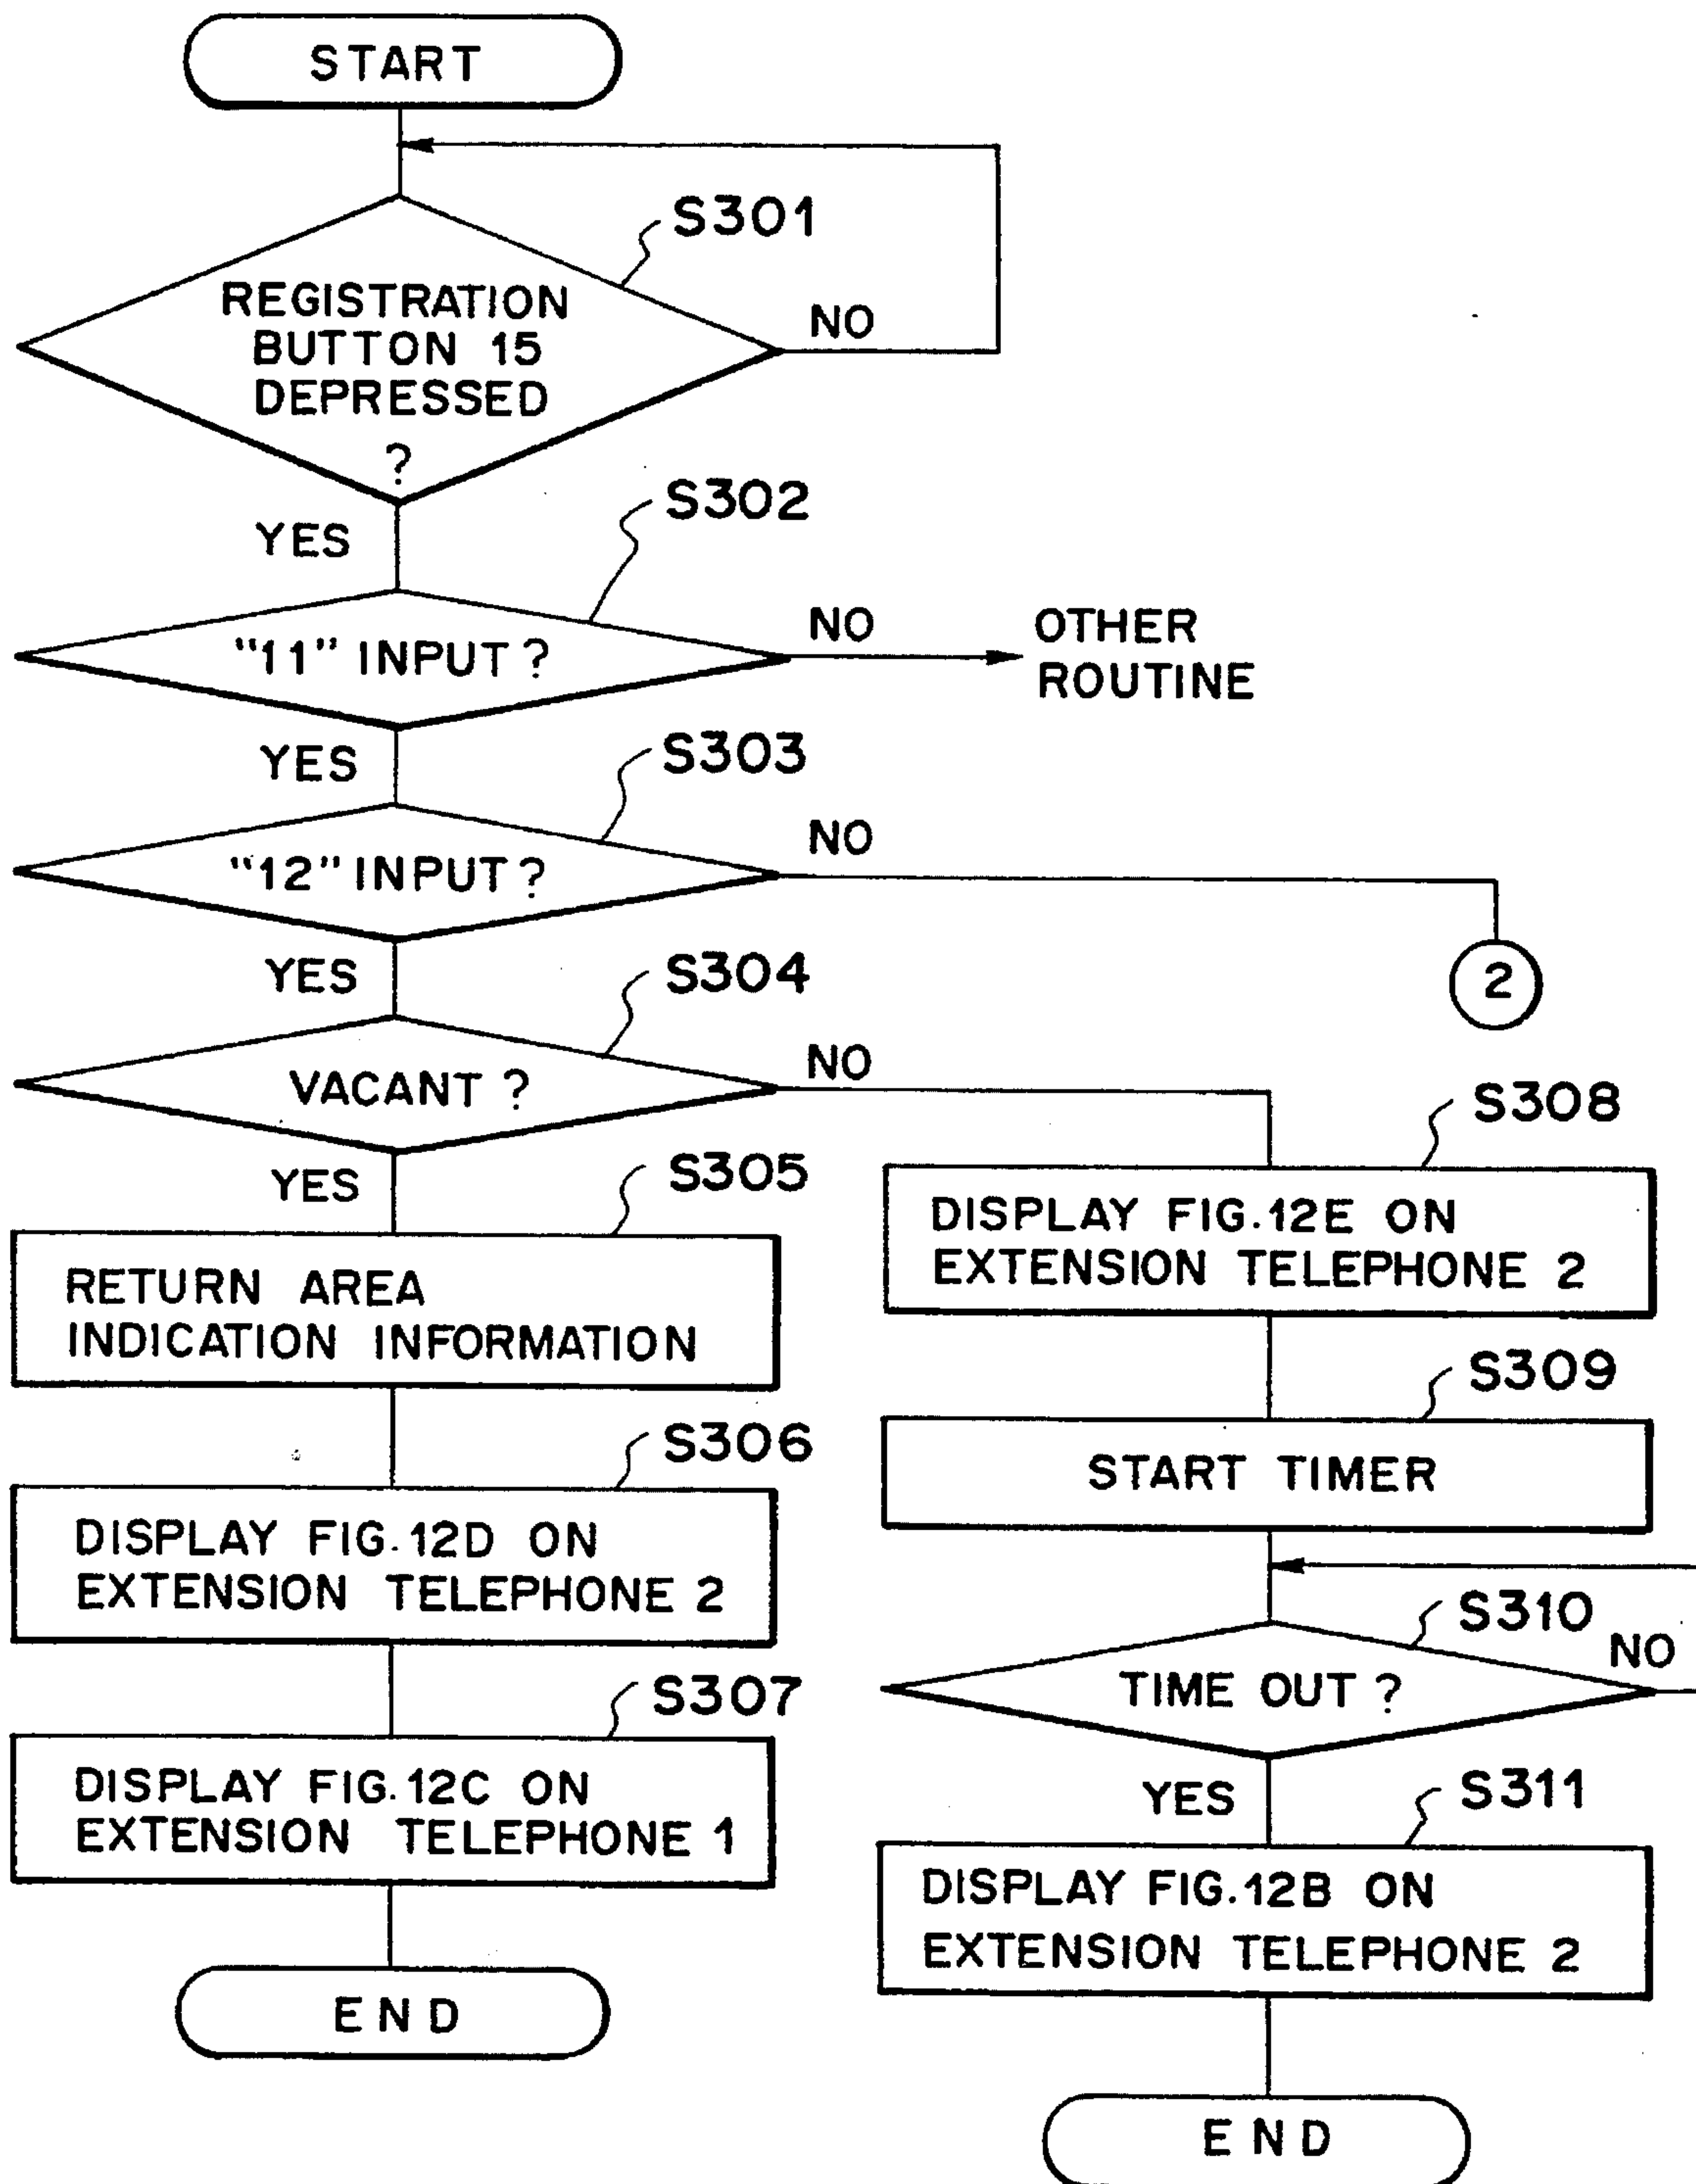 START
S301
REGISTRATION
BUTTON 15
DEPRESSED
?
NO
YES
S302
"11" INPUT ?
NO
OTHER
ROUTINE
YES
S303
"12" INPUT ?
NO
2
YES
S304
VACANT ?
NO
YES
S305
RETURN AREA
INDICATION INFORMATION
S306
DISPLAY FIG. 12D ON
EXTENSION TELEPHONE 2
S307
DISPLAY FIG. 12C ON
EXTENSION TELEPHONE 1
END
S308
DISPLAY FIG. 12E ON
EXTENSION TELEPHONE 2
S309
START TIMER
S310
TIME OUT ?
NO
YES
S311
DISPLAY FIG. 12B ON
EXTENSION TELEPHONE 2
END